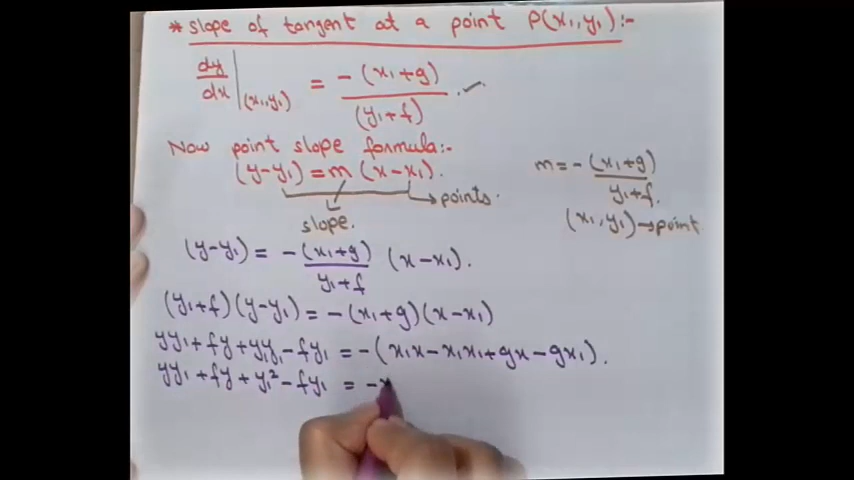 * slope of tangent at a point P(x₁,y₁):-
dy/dx |(x₁,y₁) = -(x₁+g)/(y₁+f) . ✓
Now point slope formula:-
(y-y₁) = m (x-x₁).
→ points.
slope.
m = -(x₁+g)/y₁+f.
(x₁,y₁) → point
(y-y₁) = -(x₁+g)/y₁+f (x-x₁).
(y₁+f)(y-y₁) = -(x₁+g)(x-x₁)
yy₁+fy+y₁y₁-fy₁ = -(x₁x-x₁x₁+gx-gx₁).
yy₁+fy+y₁²-fy₁ = -x